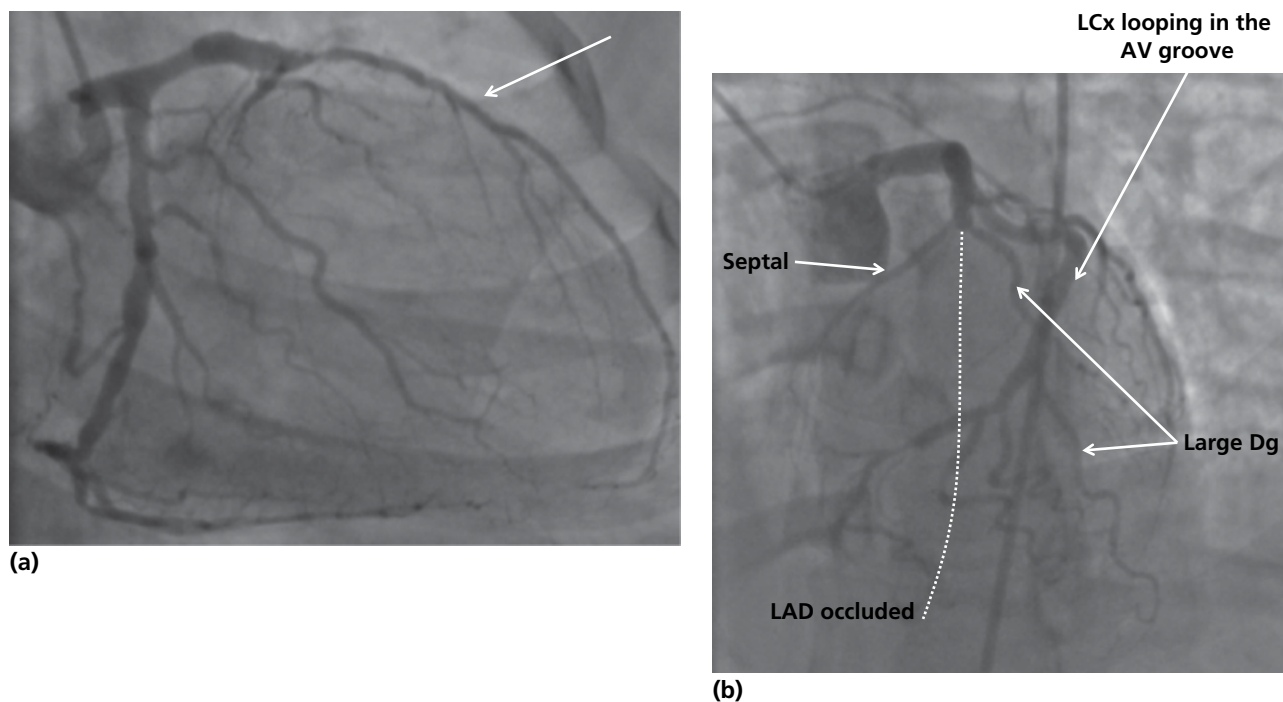 (a)
LCx looping in the
AV groove
Septal
Large Dg
LAD occluded
(b)